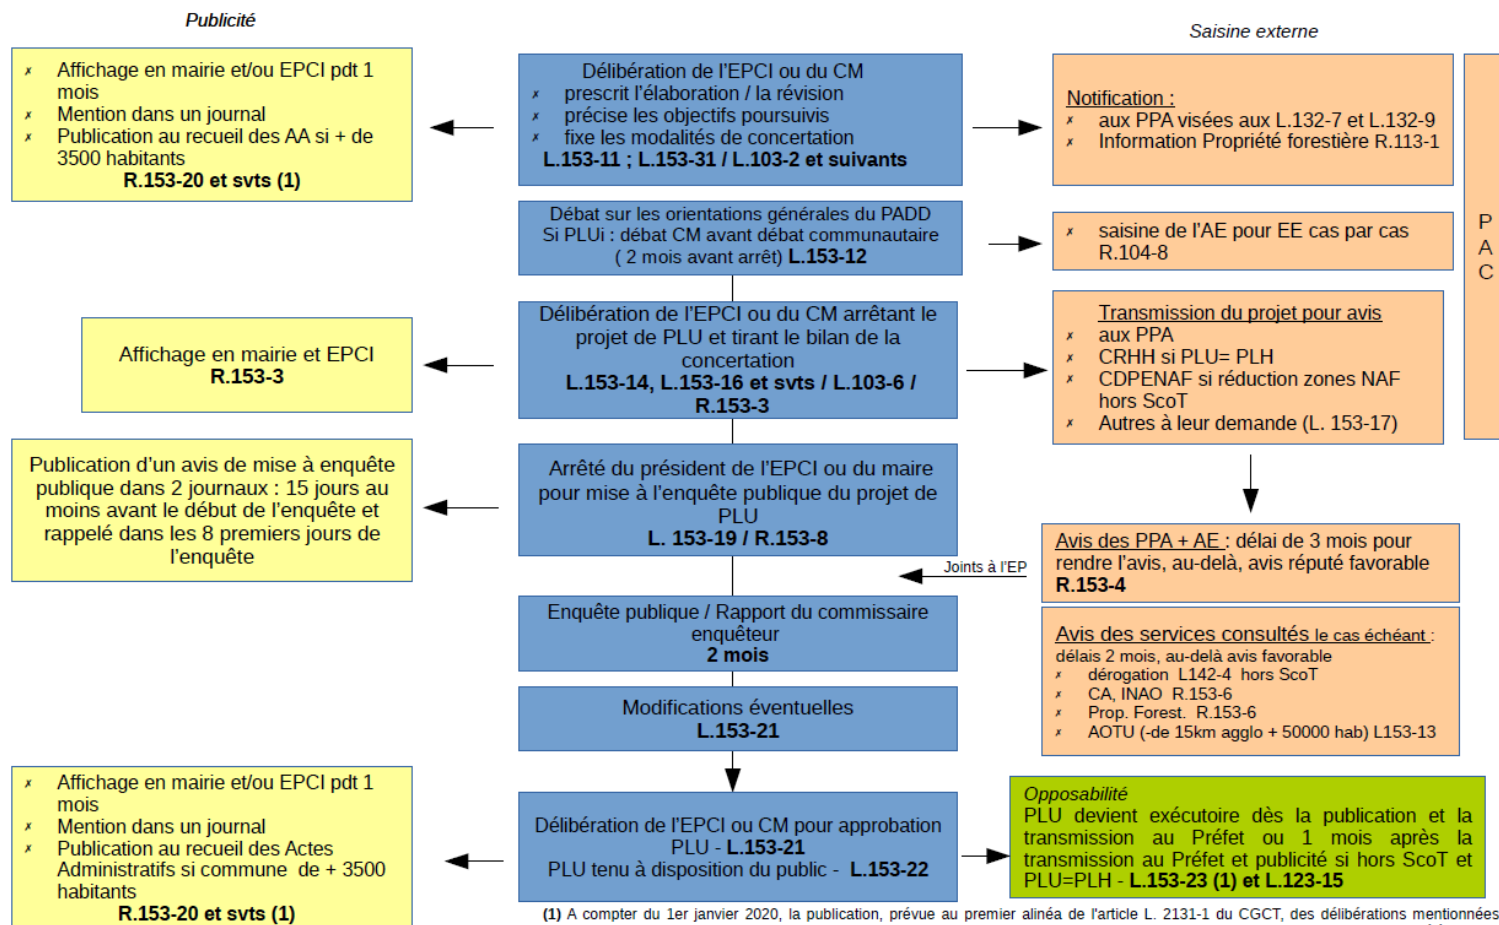 Publicité
Saisine externe
✗ Affichage en mairie et/ou EPCI pdt 1
mois
✗ Mention dans un journal
✗ Publication au recueil des AA si + de
3500 habitants
R.153-20 et svts (1)
Délibération de l’EPCI ou du CM
✗ prescrit l’élaboration / la révision
✗ précise les objectifs poursuivis
✗ fixe les modalités de concertation
L.153-11 ; L.153-31 / L.103-2 et suivants
Notification :
✗ aux PPA visées aux L.132-7 et L.132-9
✗ Information Propriété forestière R.113-1
P
A
C
Débat sur les orientations générales du PADD
Si PLUi : débat CM avant débat communautaire
( 2 mois avant arrêt) L.153-12
✗ saisine de l’AE pour EE cas par cas
R.104-8
Affichage en mairie et EPCI
R.153-3
Délibération de l’EPCI ou du CM arrêtant le
projet de PLU et tirant le bilan de la
concertation
L.153-14, L.153-16 et svts / L.103-6 /
R.153-3
Transmission du projet pour avis
✗ aux PPA
✗ CRHH si PLU= PLH
✗ CDPENAF si réduction zones NAF
hors ScoT
✗ Autres à leur demande (L. 153-17)
Publication d’un avis de mise à enquête
publique dans 2 journaux : 15 jours au
moins avant le début de l’enquête et
rappelé dans les 8 premiers jours de
l’enquête
Arrêté du président de l’EPCI ou du maire
pour mise à l’enquête publique du projet de
PLU
L. 153-19 / R.153-8
Avis des PPA + AE : délai de 3 mois pour
rendre l’avis, au-delà, avis réputé favorable
R.153-4
Joints à l’EP
Enquête publique / Rapport du commissaire
enquêteur
2 mois
Avis des services consultés le cas échéant :
délais 2 mois, au-delà avis favorable
✗ dérogation L142-4 hors ScoT
✗ CA, INAO R.153-6
✗ Prop. Forest. R.153-6
✗ AOTU (-de 15km agglo + 50000 hab) L153-13
Modifications éventuelles
L.153-21
✗ Affichage en mairie et/ou EPCI pdt 1
mois
✗ Mention dans un journal
✗ Publication au recueil des Actes
Administratifs si commune de + 3500
habitants
R.153-20 et svts (1)
Délibération de l’EPCI ou CM pour approbation
PLU - L.153-21
PLU tenu à disposition du public - L.153-22
Opposabilité
PLU devient exécutoire dès la publication et la
transmission au Préfet ou 1 mois après la
transmission au Préfet et publicité si hors ScoT et
PLU=PLH - L.153-23 (1) et L.123-15
(1) A compter du 1er janvier 2020, la publication, prévue au premier alinéa de l'article L. 2131-1 du CGCT, des délibérations mentionnées